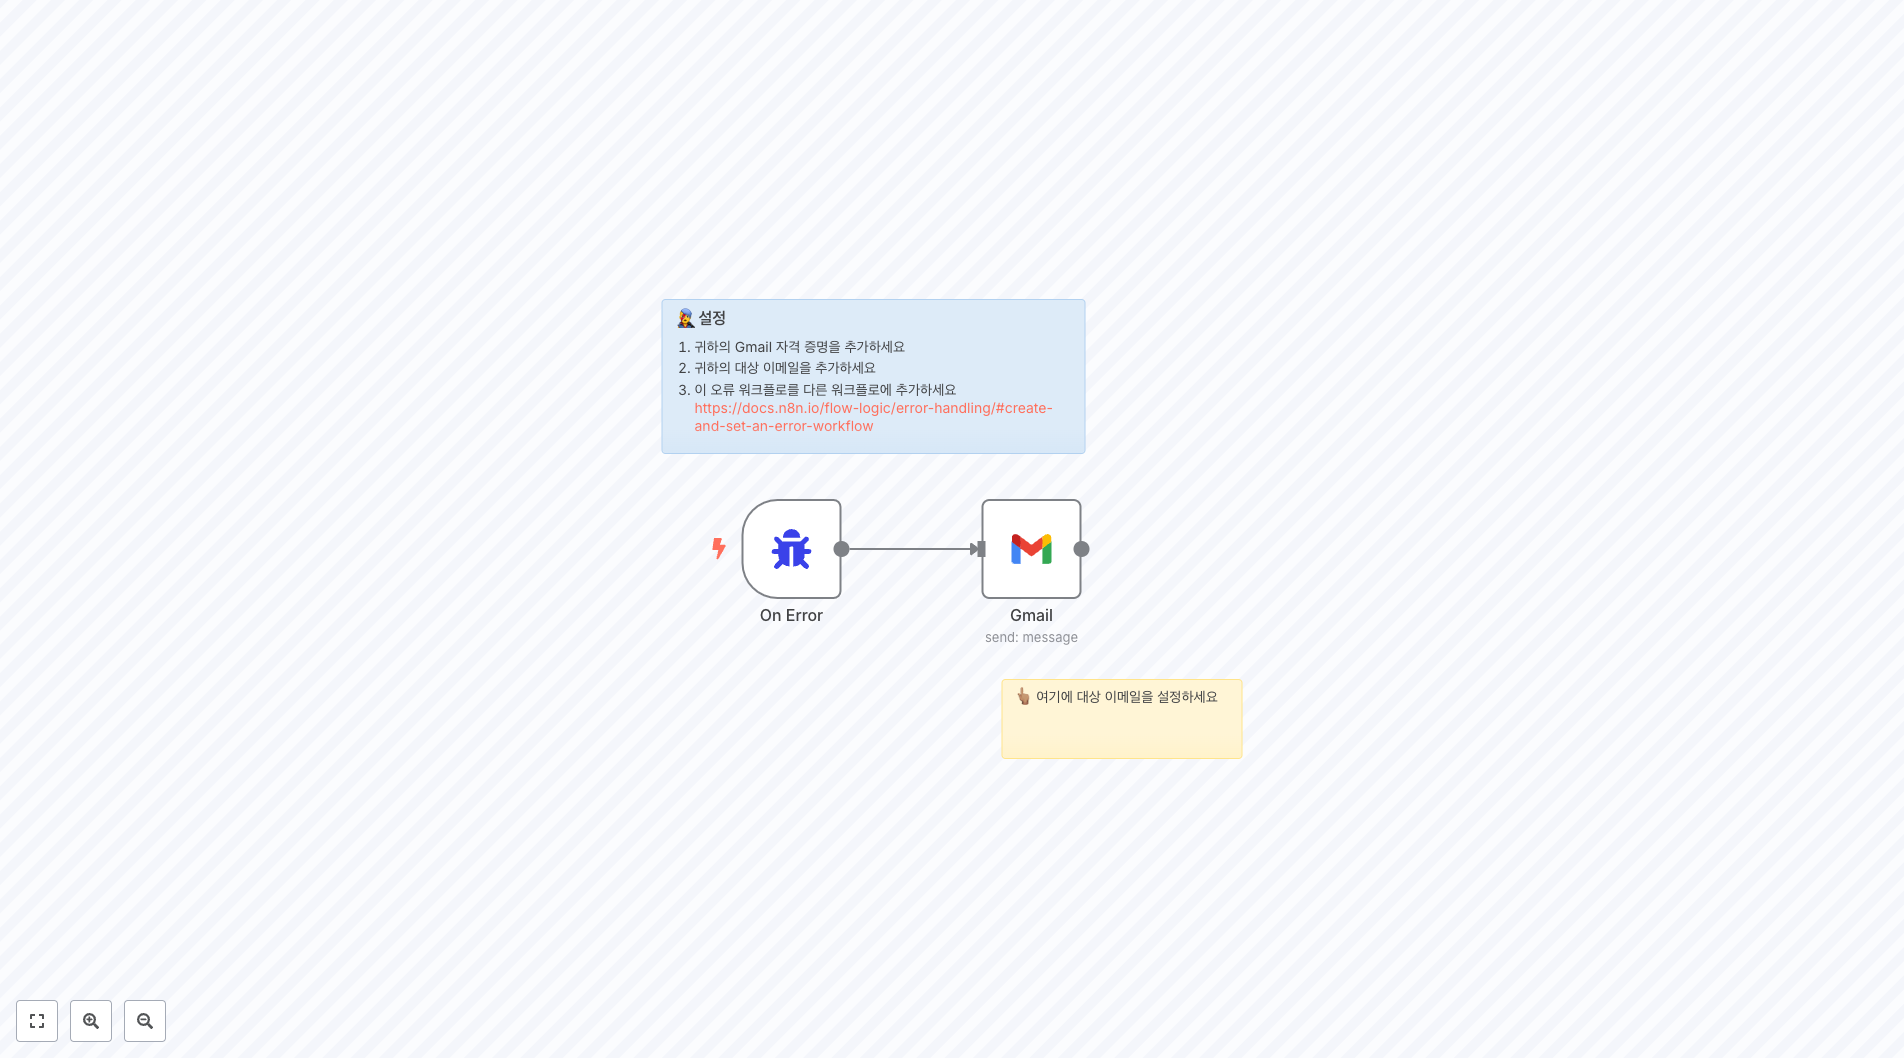 👩‍🎤 설정
1. 귀하의 Gmail 자격 증명을 추가하세요
2. 귀하의 대상 이메일을 추가하세요
3. 이 오류 워크플로를 다른 워크플로에 추가하세요
https://docs.n8n.io/flow-logic/error-handling/#create-
and-set-an-error-workflow
On Error
Gmail
send: message
👆🏽 여기에 대상 이메일을 설정하세요